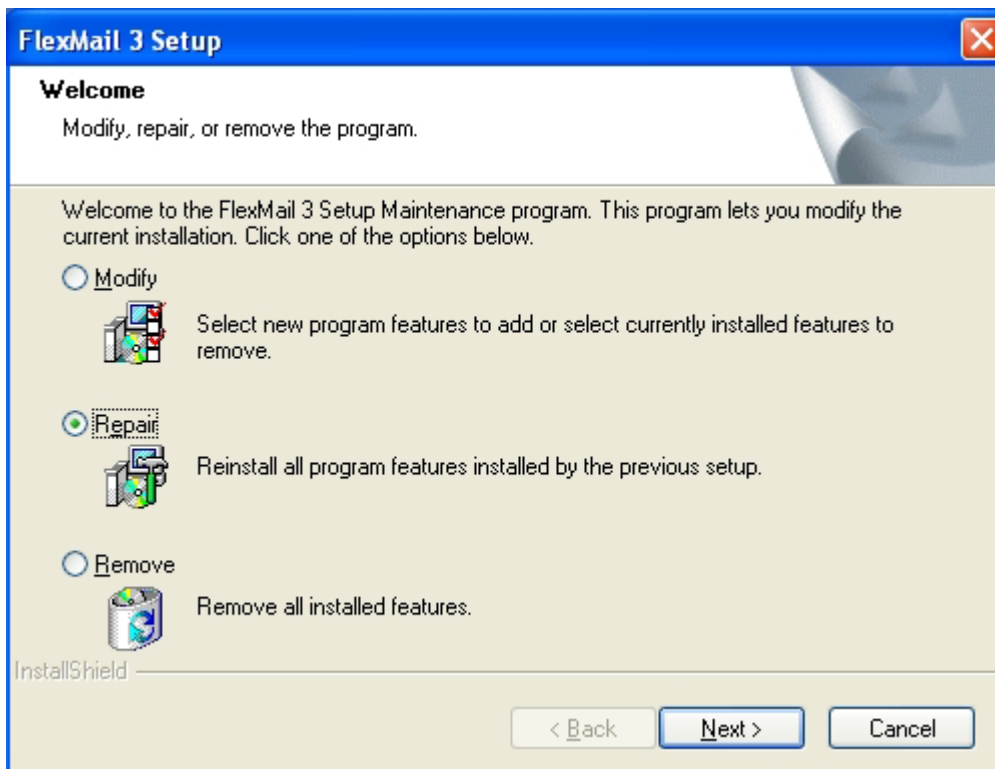 FlexMail 3 Setup
Welcome
Modify, repair, or remove the program.
Welcome to the FlexMail 3 Setup Maintenance program. This program lets you modify the
current installation. Click one of the options below.
Modify
Select new program features to add or select currently installed features to
remove.
Repair
Reinstall all program features installed by the previous setup.
Remove
Remove all installed features.
InstallShield
< Back
Next >
Cancel